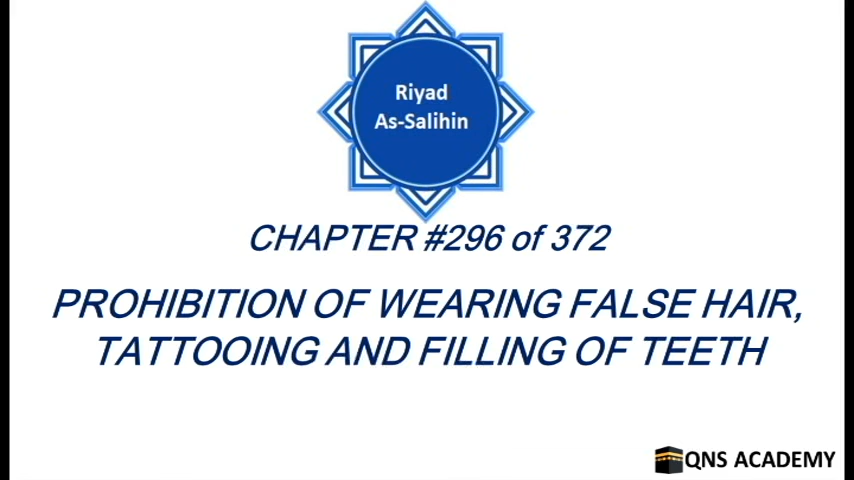 Riyad
As-Salihin
CHAPTER #296 of 372
PROHIBITION OF WEARING FALSE HAIR,
TATTOOING AND FILLING OF TEETH
QNS ACADEMY